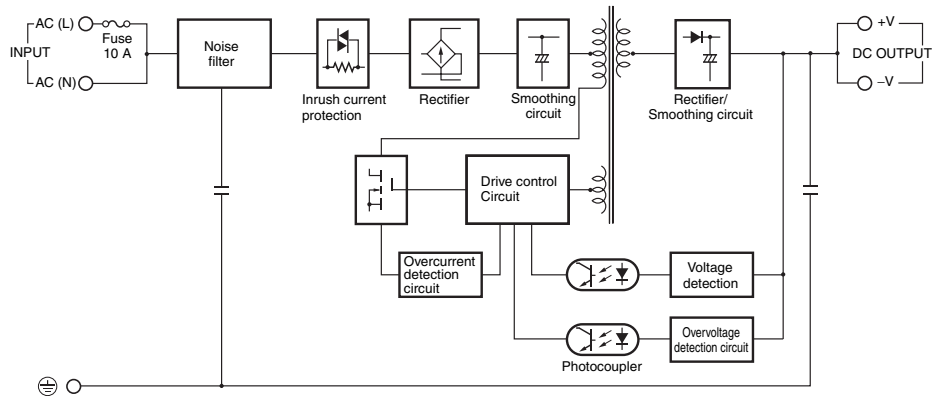 AC (L)
Fuse
10 A
INPUT
AC (N)
Noise
filter
Inrush current
protection
Rectifier
Smoothing
circuit
Rectifier/
Smoothing circuit
+V
DC OUTPUT
–V
Drive control
Circuit
Overcurrent
detection
circuit
Voltage
detection
Overvoltage
detection circuit
Photocoupler